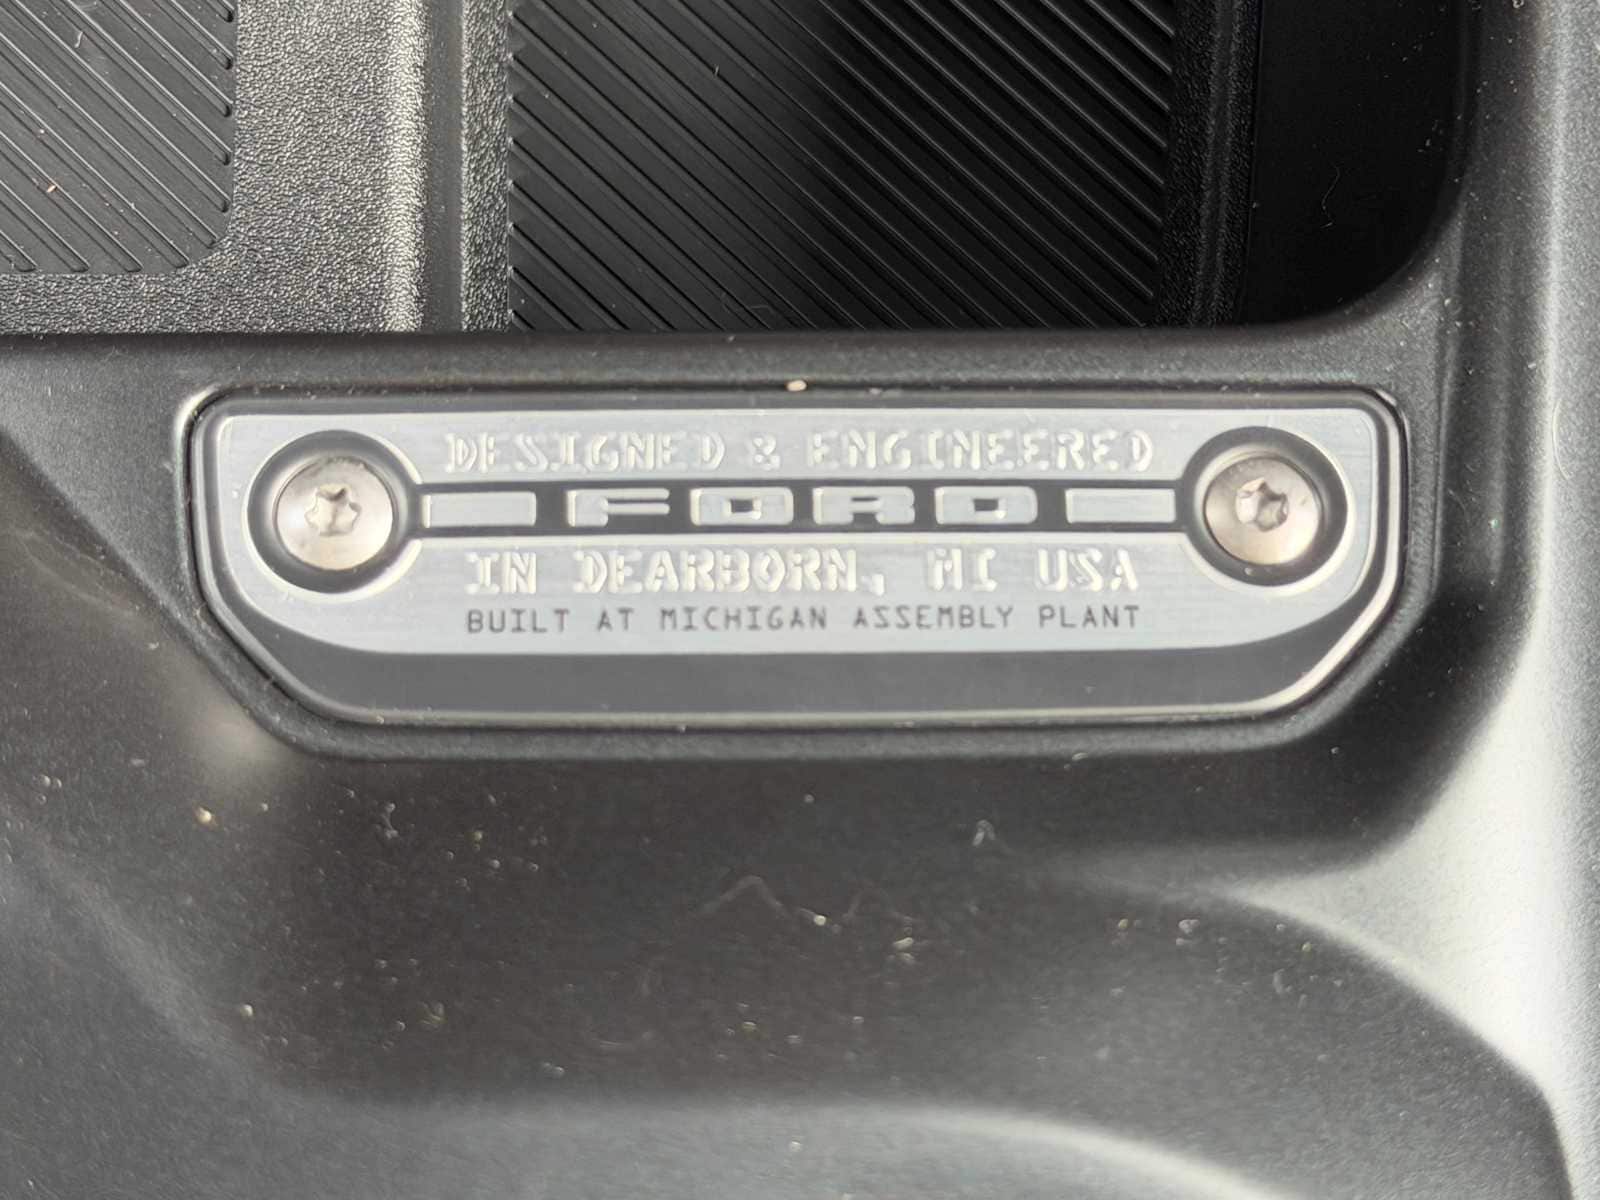 DESIGNED & ENGINEERED
FORD
IN DEARBORN, MI USA
BUILT AT MICHIGAN ASSEMBLY PLANT